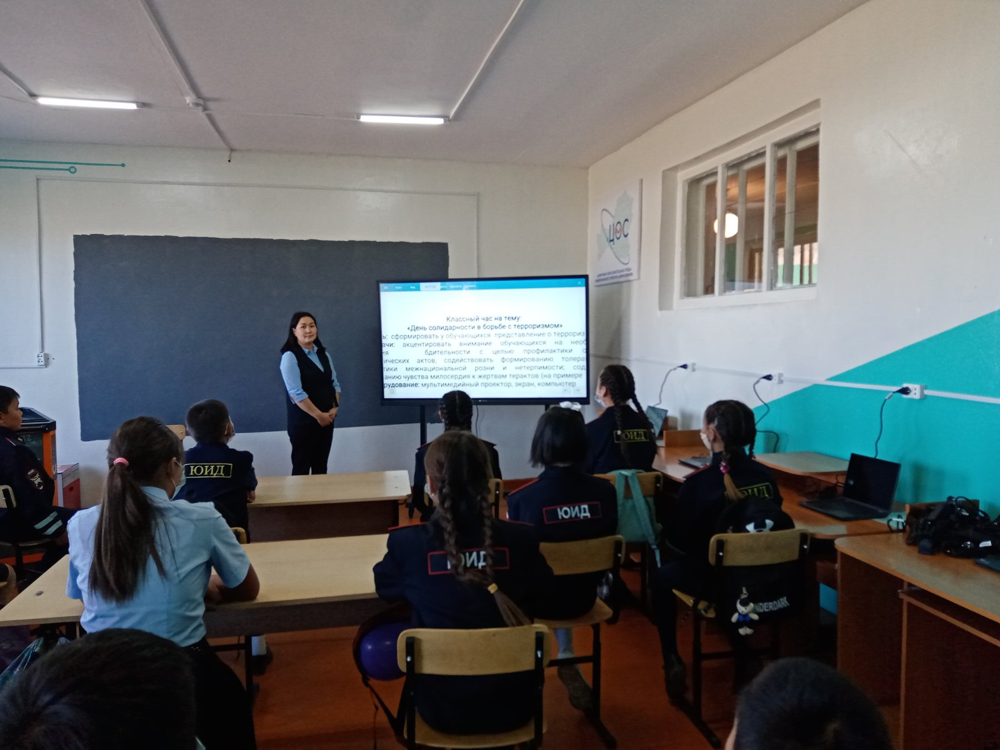 ЦОС
Классный час на тему:
«День солидарности в борьбе с терроризмом»
ь: сформировать у обучающихся представление о террориз
ачи: акцентировать внимание обучающихся на необ
ия бдительности с целью профилактики с
ических актов, содействовать формированию толера
тики межнациональной розни и нетерпимости; сод
анию чувства милосердия к жертвам терактов (на примере
рудование: мультимедийный проектор, экран, компьютер
ЮИД
ЮИД
ЮИД
ЮИД
ЮИД
NDERDARK